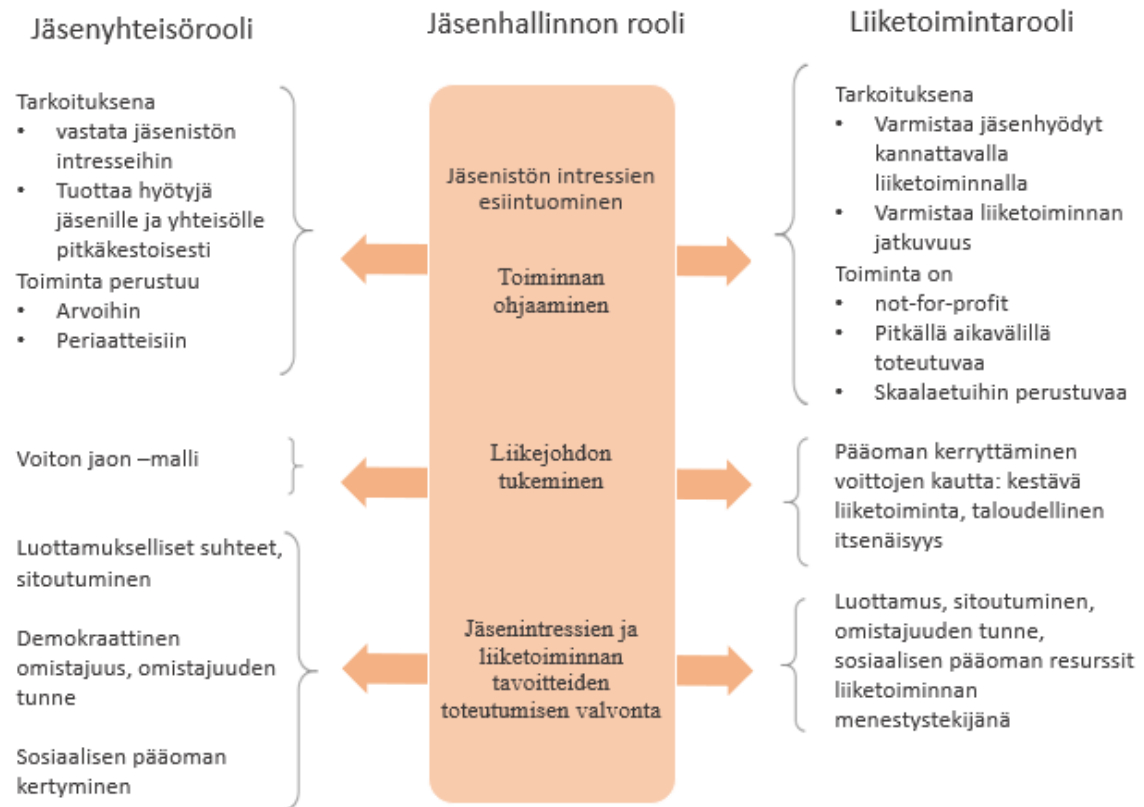 Jäsenyhteisörooli
Tarkoituksena
• vastata jäsenistön
intresseihin
• Tuottaa hyötyjä
jäsenille ja yhteisölle
pitkäkestoisesti
Toiminta perustuu
• Arvoihin
• Periaatteisiin
Voiton jaon –malli
Luottamukselliset suhteet,
sitoutuminen
Demokraattinen
omistajuus, omistajuuden
tunne
Sosiaalisen pääoman
kertyminen
Jäsenhallinnon rooli
Jäsenistön intressien
esiintuominen
Toiminnan
ohjaaminen
Liikejohdon
tukeminen
Jäsenintressien ja
liiketoiminnan
tavoitteiden
toteutumisen valvonta
Liiketoimintarooli
Tarkoituksena
• Varmistaa jäsenhyödyt
kannattavalla
liiketoiminnalla
• Varmistaa liiketoiminnan
jatkuvuus
Toiminta on
• not-for-profit
• Pitkällä aikavälillä
toteutuvaa
• Skaalaetuihin perustuvaa
Pääoman kerryttäminen
voittojen kautta: kestävä
liiketoiminta, taloudellinen
itsenäisyys
Luottamus, sitoutuminen,
omistajuuden tunne,
sosiaalisen pääoman resurssit
liiketoiminnan
menestystekijänä